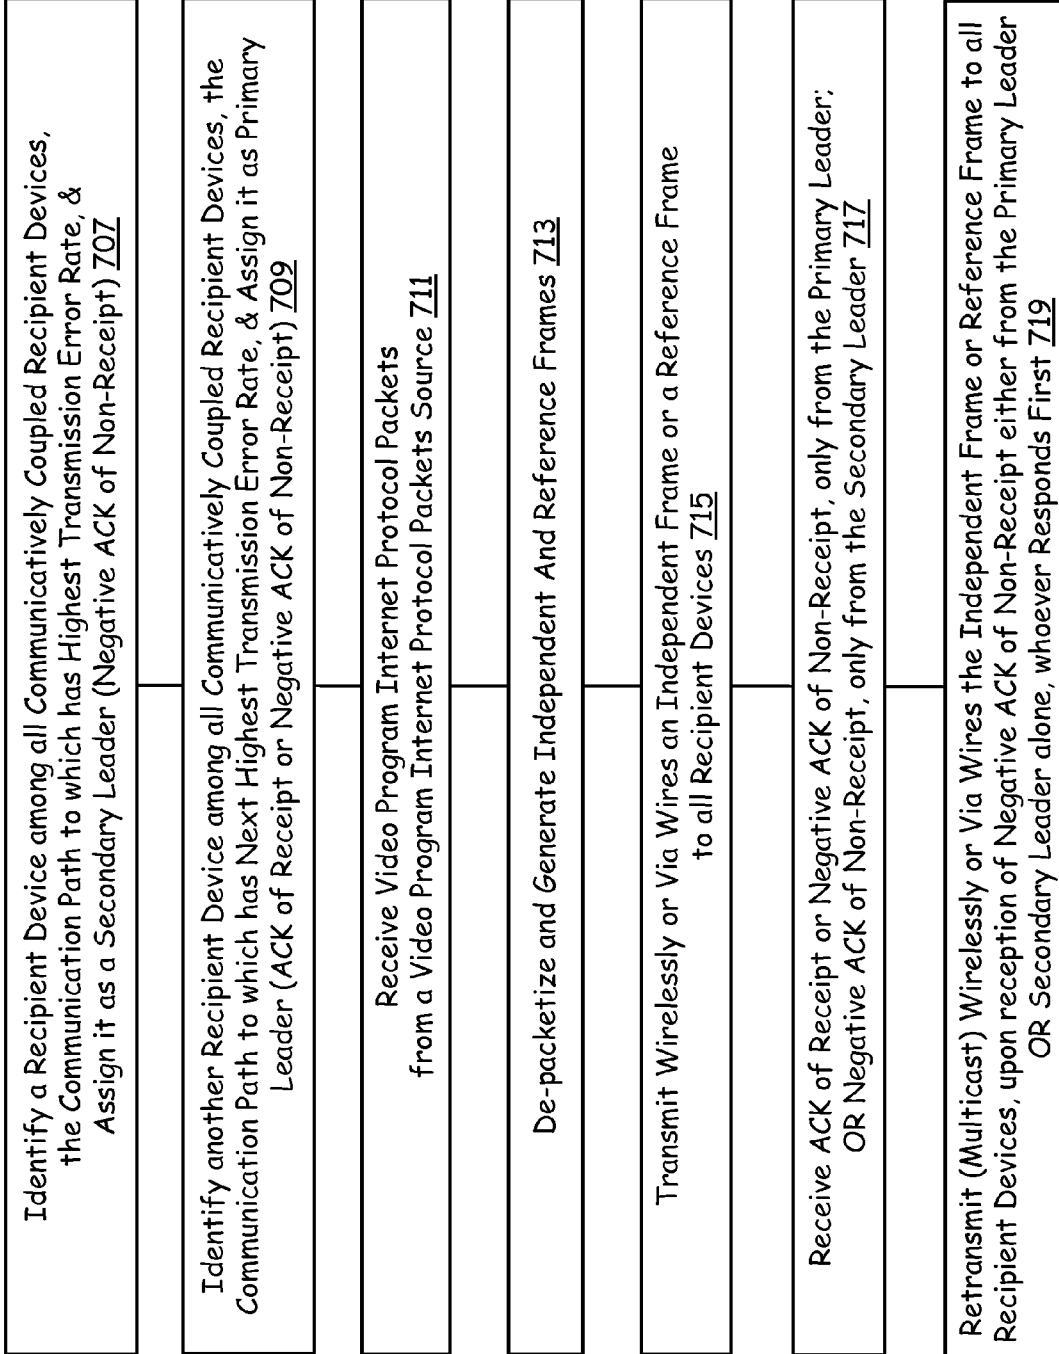 Identify a Recipient Device among all Communicatively Coupled Recipient Devices,
the Communication Path to which has Highest Transmission Error Rate, &
Assign it as a Secondary Leader (Negative ACK of Non-Receipt) 707
Identify another Recipient Device among all Communicatively Coupled Recipient Devices, the
Communication Path to which has Next Highest Transmission Error Rate, & Assign it as Primary
Leader (ACK of Receipt or Negative ACK of Non-Receipt) 709
Receive Video Program Internet Protocol Packets
from a Video Program Internet Protocol Packets Source 711
De-packetize and Generate Independent And Reference Frames 713
Transmit Wirelessly or Via Wires an Independent Frame or a Reference Frame
to all Recipient Devices 715
Receive ACK of Receipt or Negative ACK of Non-Receipt, only from the Primary Leader;
OR Negative ACK of Non-Receipt, only from the Secondary Leader 717
Retransmit (Multicast) Wirelessly or Via Wires the Independent Frame or Reference Frame to all
Recipient Devices, upon reception of Negative ACK of Non-Receipt either from the Primary Leader
OR Secondary Leader alone, whoever Responds First 719